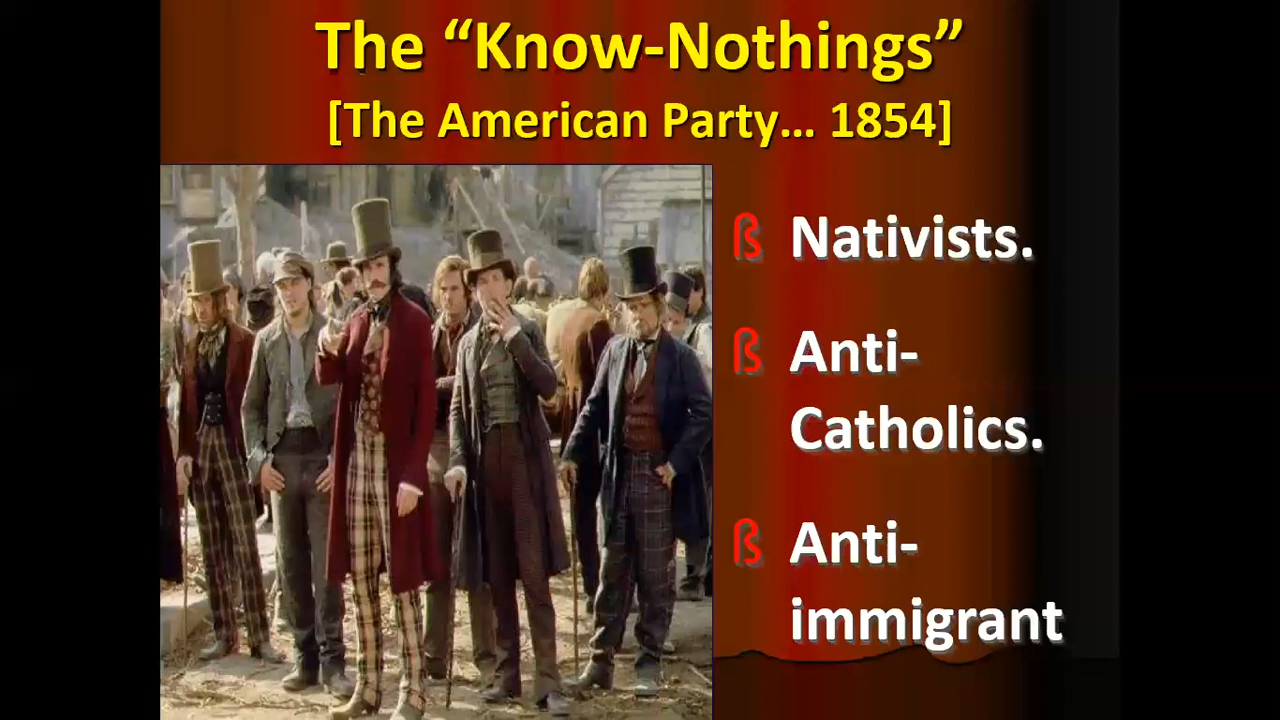 The “Know-Nothings”
[The American Party… 1854]
ß Nativists.
ß Anti-
Catholics.
ß Anti-
immigrant